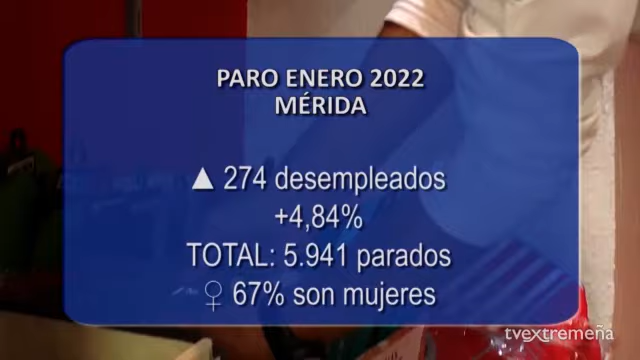 PARO ENERO 2022
MÉRIDA
▲ 274 desempleados
+4,84%
TOTAL: 5.941 parados
♀ 67% son mujeres
tvextremeña